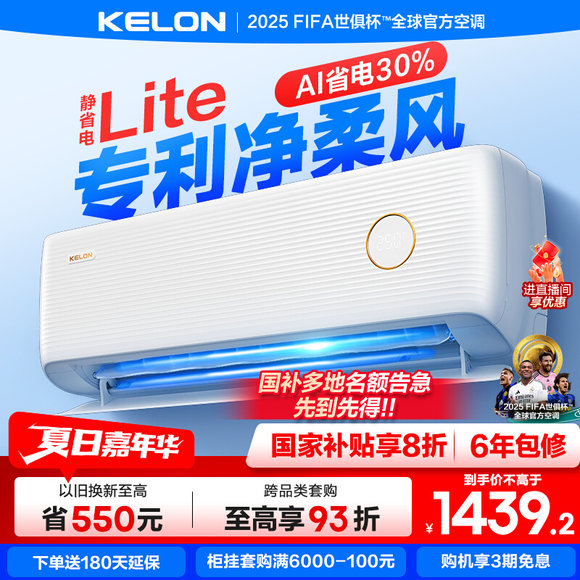 KELON 2025 FIFA世俱杯™全球官方空调
静省电 Lite AI省电30%
专利净柔风
KELON
进直播间
享优惠
国补多地名额告急
先到先得!!
2025 FIFA世俱杯™
全球官方空调
夏日嘉年华
国家补贴享8折 6年包修
以旧换新至高
省550元
跨品类套购
至高享93折
到手价不高于
¥1439.2
下单送180天延保 柜挂套购满6000-100元 购机享3期免息